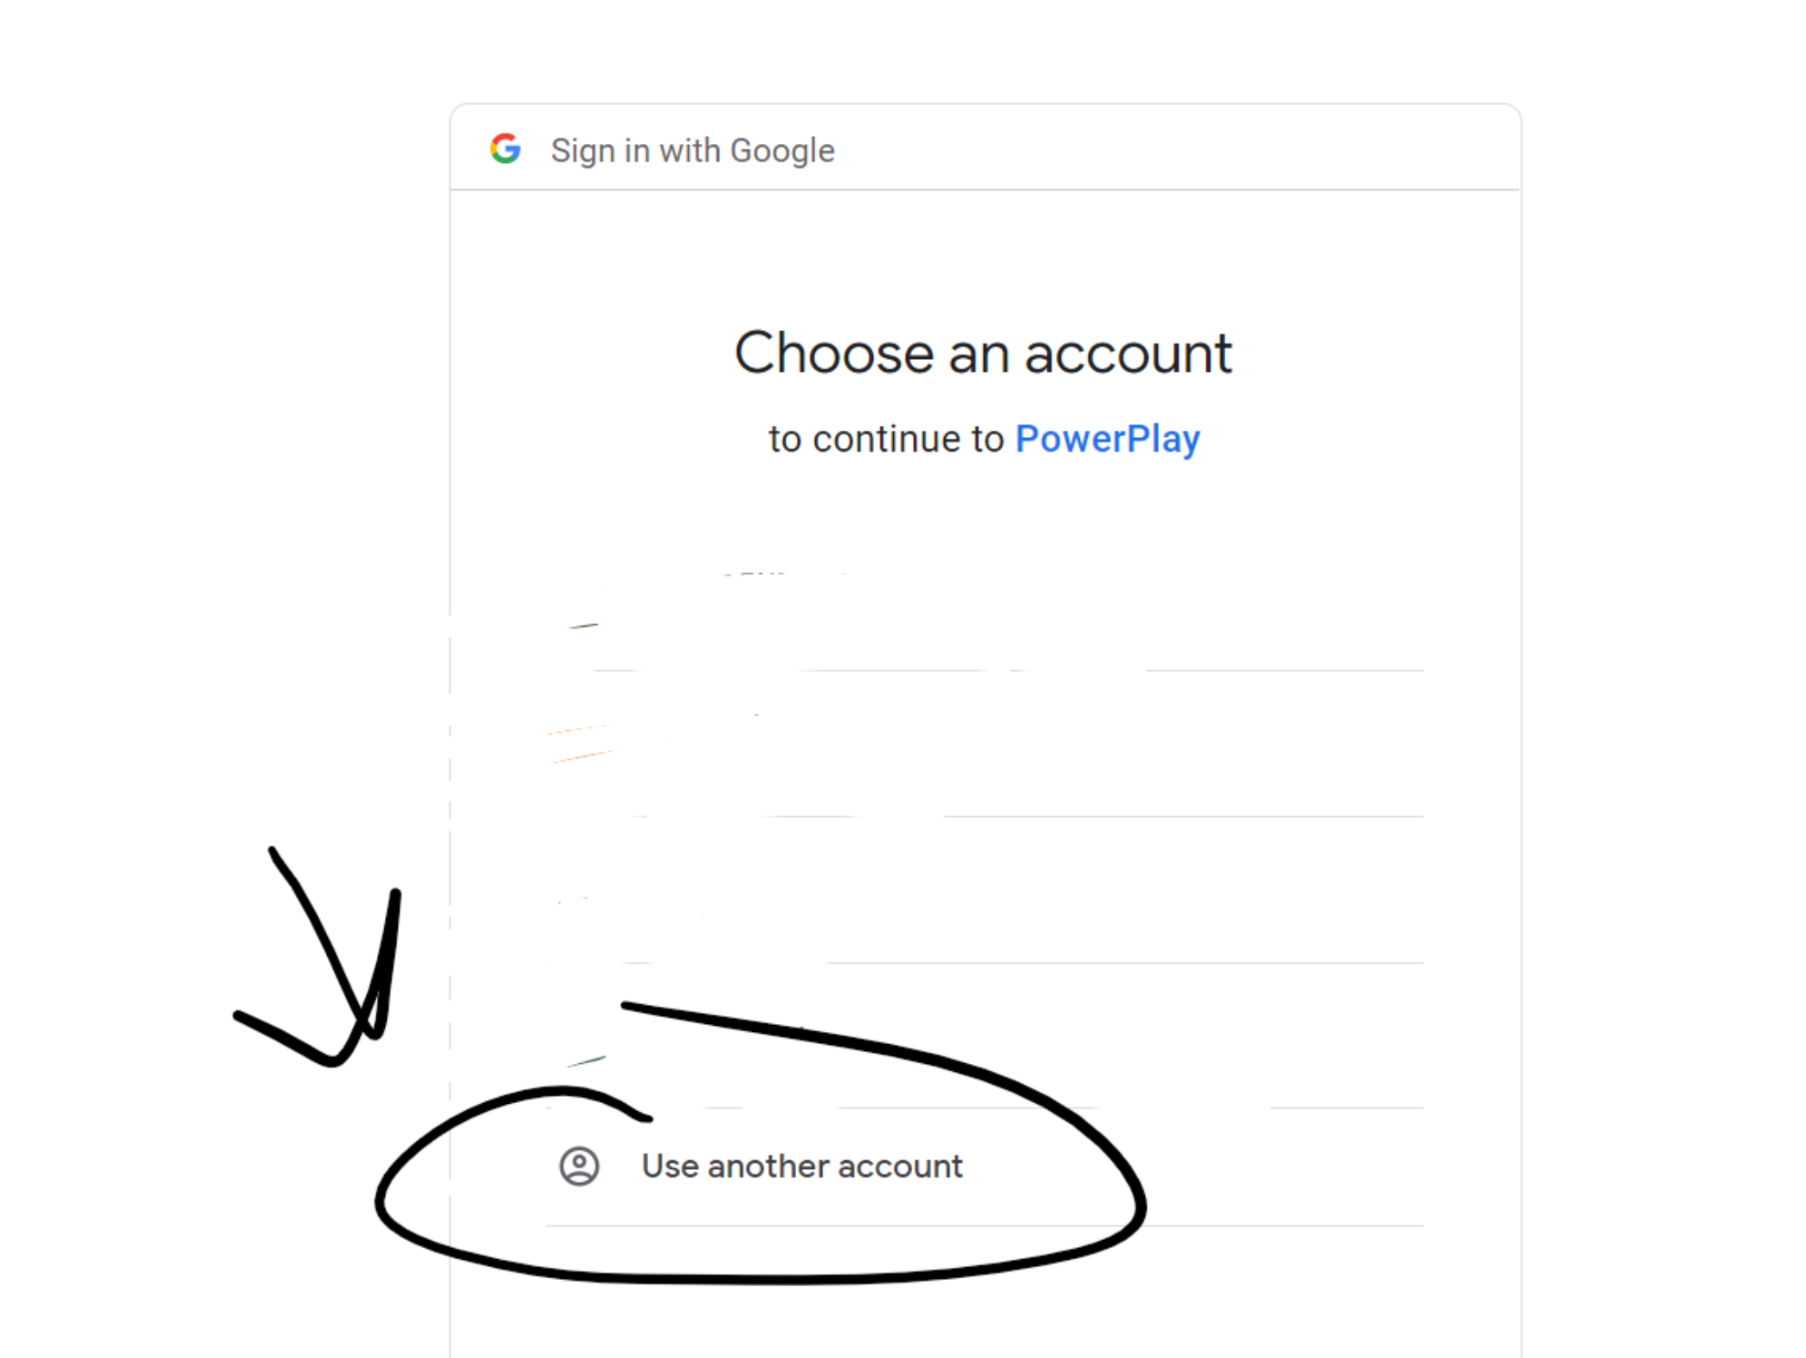 Sign in with Google
Choose an account
to continue to PowerPlay
Use another account